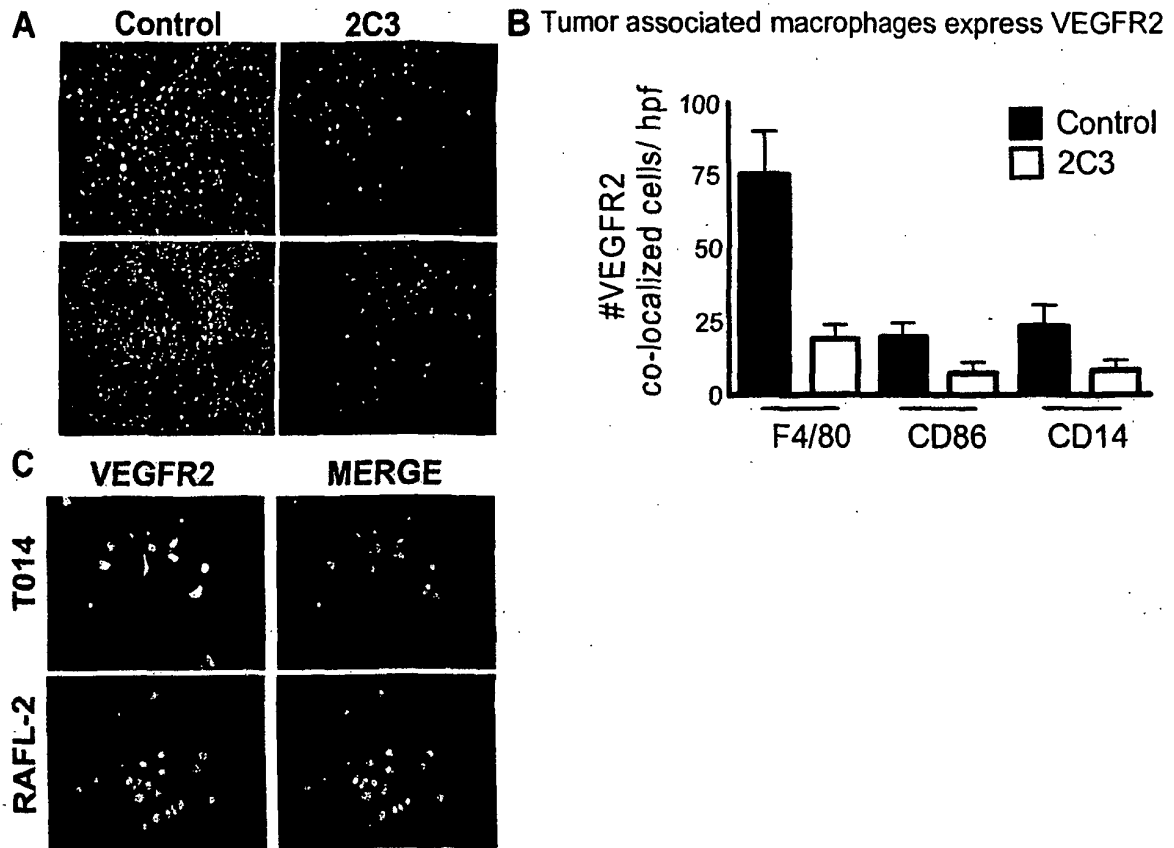 A
Control
2C3
B Tumor associated macrophages express VEGFR2
#VEGFR2
co-localized cells/ hpf
100
75
50
25
0
Control
2C3
F4/80
CD86
CD14
C
VEGFR2
MERGE
T014
RAFL-2